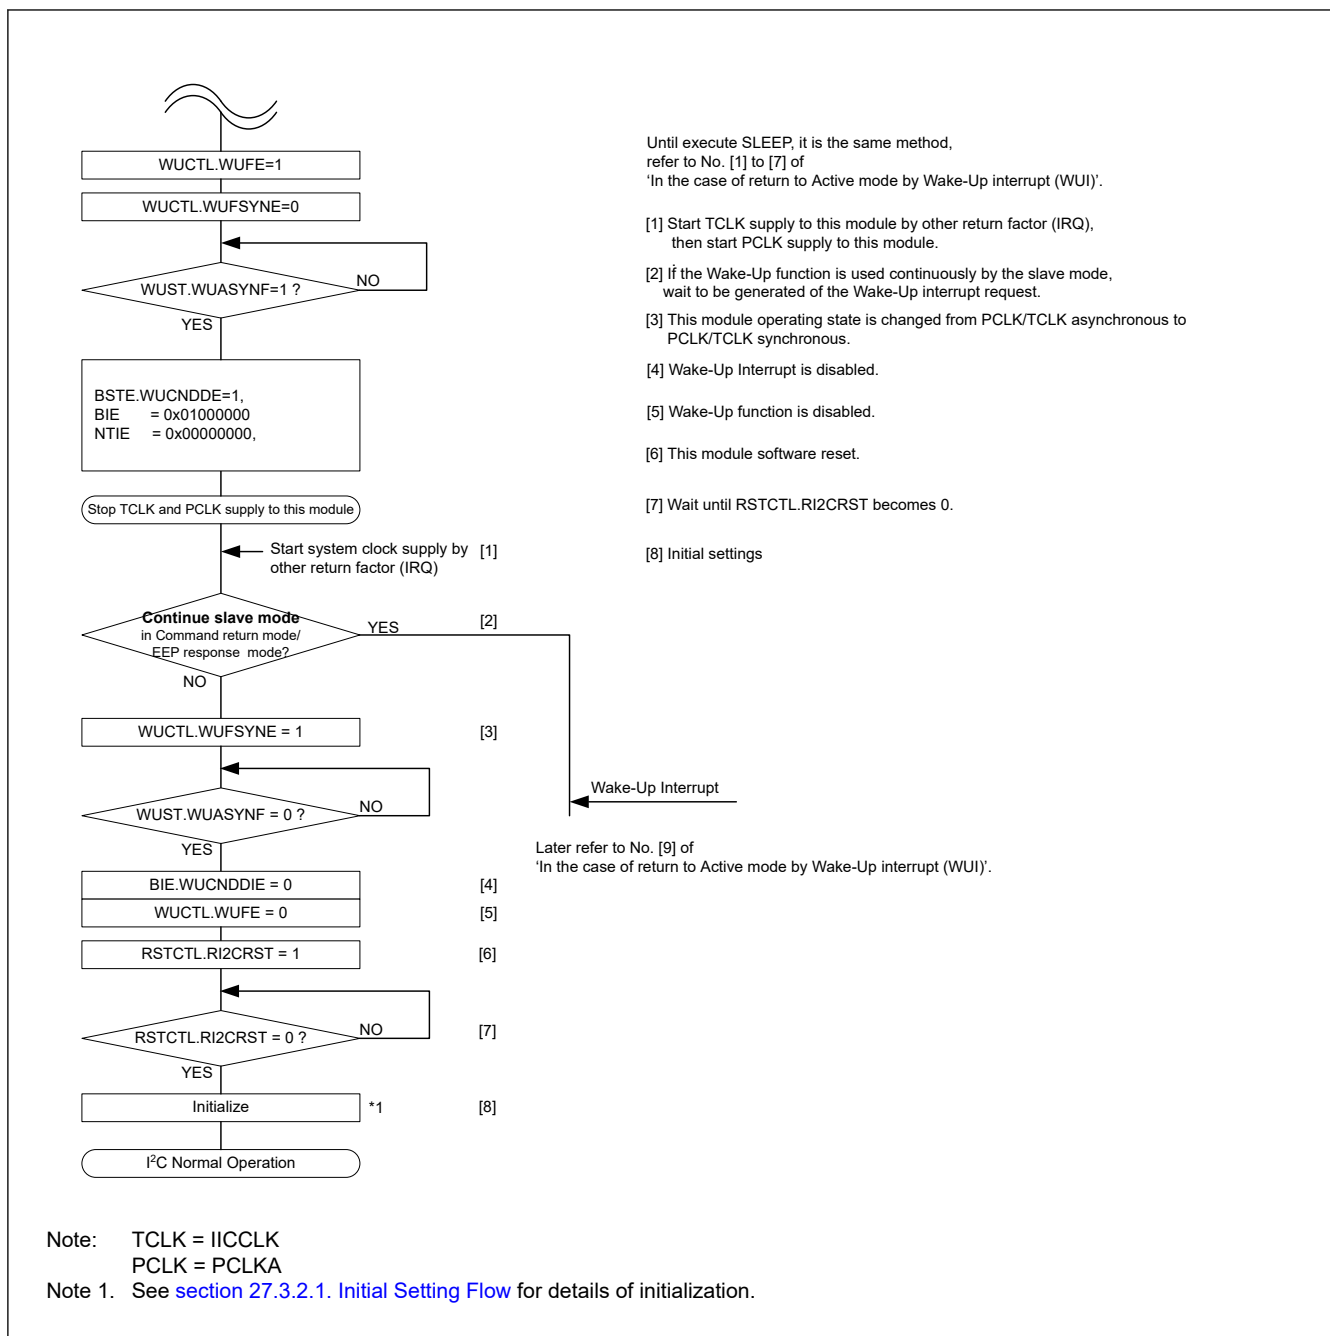 WUCTL.WUFE=1
WUCTL.WUFSYNE=0
WUST.WUASYNF=1 ?
NO
YES
BSTE.WUCNDDE=1,
BIE = 0x01000000
NTIE = 0x00000000,
Stop TCLK and PCLK supply to this module
Start system clock supply by [1]
other return factor (IRQ)
Continue slave mode
in Command return mode/
EEP response mode?
YES
[2]
NO
WUCTL.WUFSYNE = 1
[3]
WUST.WUASYNF = 0 ?
NO
YES
Wake-Up Interrupt
Later refer to No. [9] of
‘In the case of return to Active mode by Wake-Up interrupt (WUI)’.
BIE.WUCNDDIE = 0
[4]
WUCTL.WUFE = 0
[5]
RSTCTL.RI2CRST = 1
[6]
RSTCTL.RI2CRST = 0 ?
NO
[7]
YES
Initialize
*1
[8]
I²C Normal Operation
Until execute SLEEP, it is the same method,
refer to No. [1] to [7] of
‘In the case of return to Active mode by Wake-Up interrupt (WUI)’.
[1] Start TCLK supply to this module by other return factor (IRQ),
then start PCLK supply to this module.
[2] If the Wake-Up function is used continuously by the slave mode,
wait to be generated of the Wake-Up interrupt request.
[3] This module operating state is changed from PCLK/TCLK asynchronous to
PCLK/TCLK synchronous.
[4] Wake-Up Interrupt is disabled.
[5] Wake-Up function is disabled.
[6] This module software reset.
[7] Wait until RSTCTL.RI2CRST becomes 0.
[8] Initial settings
Note: TCLK = IICCLK
PCLK = PCLKA
Note 1. See section 27.3.2.1. Initial Setting Flow for details of initialization.